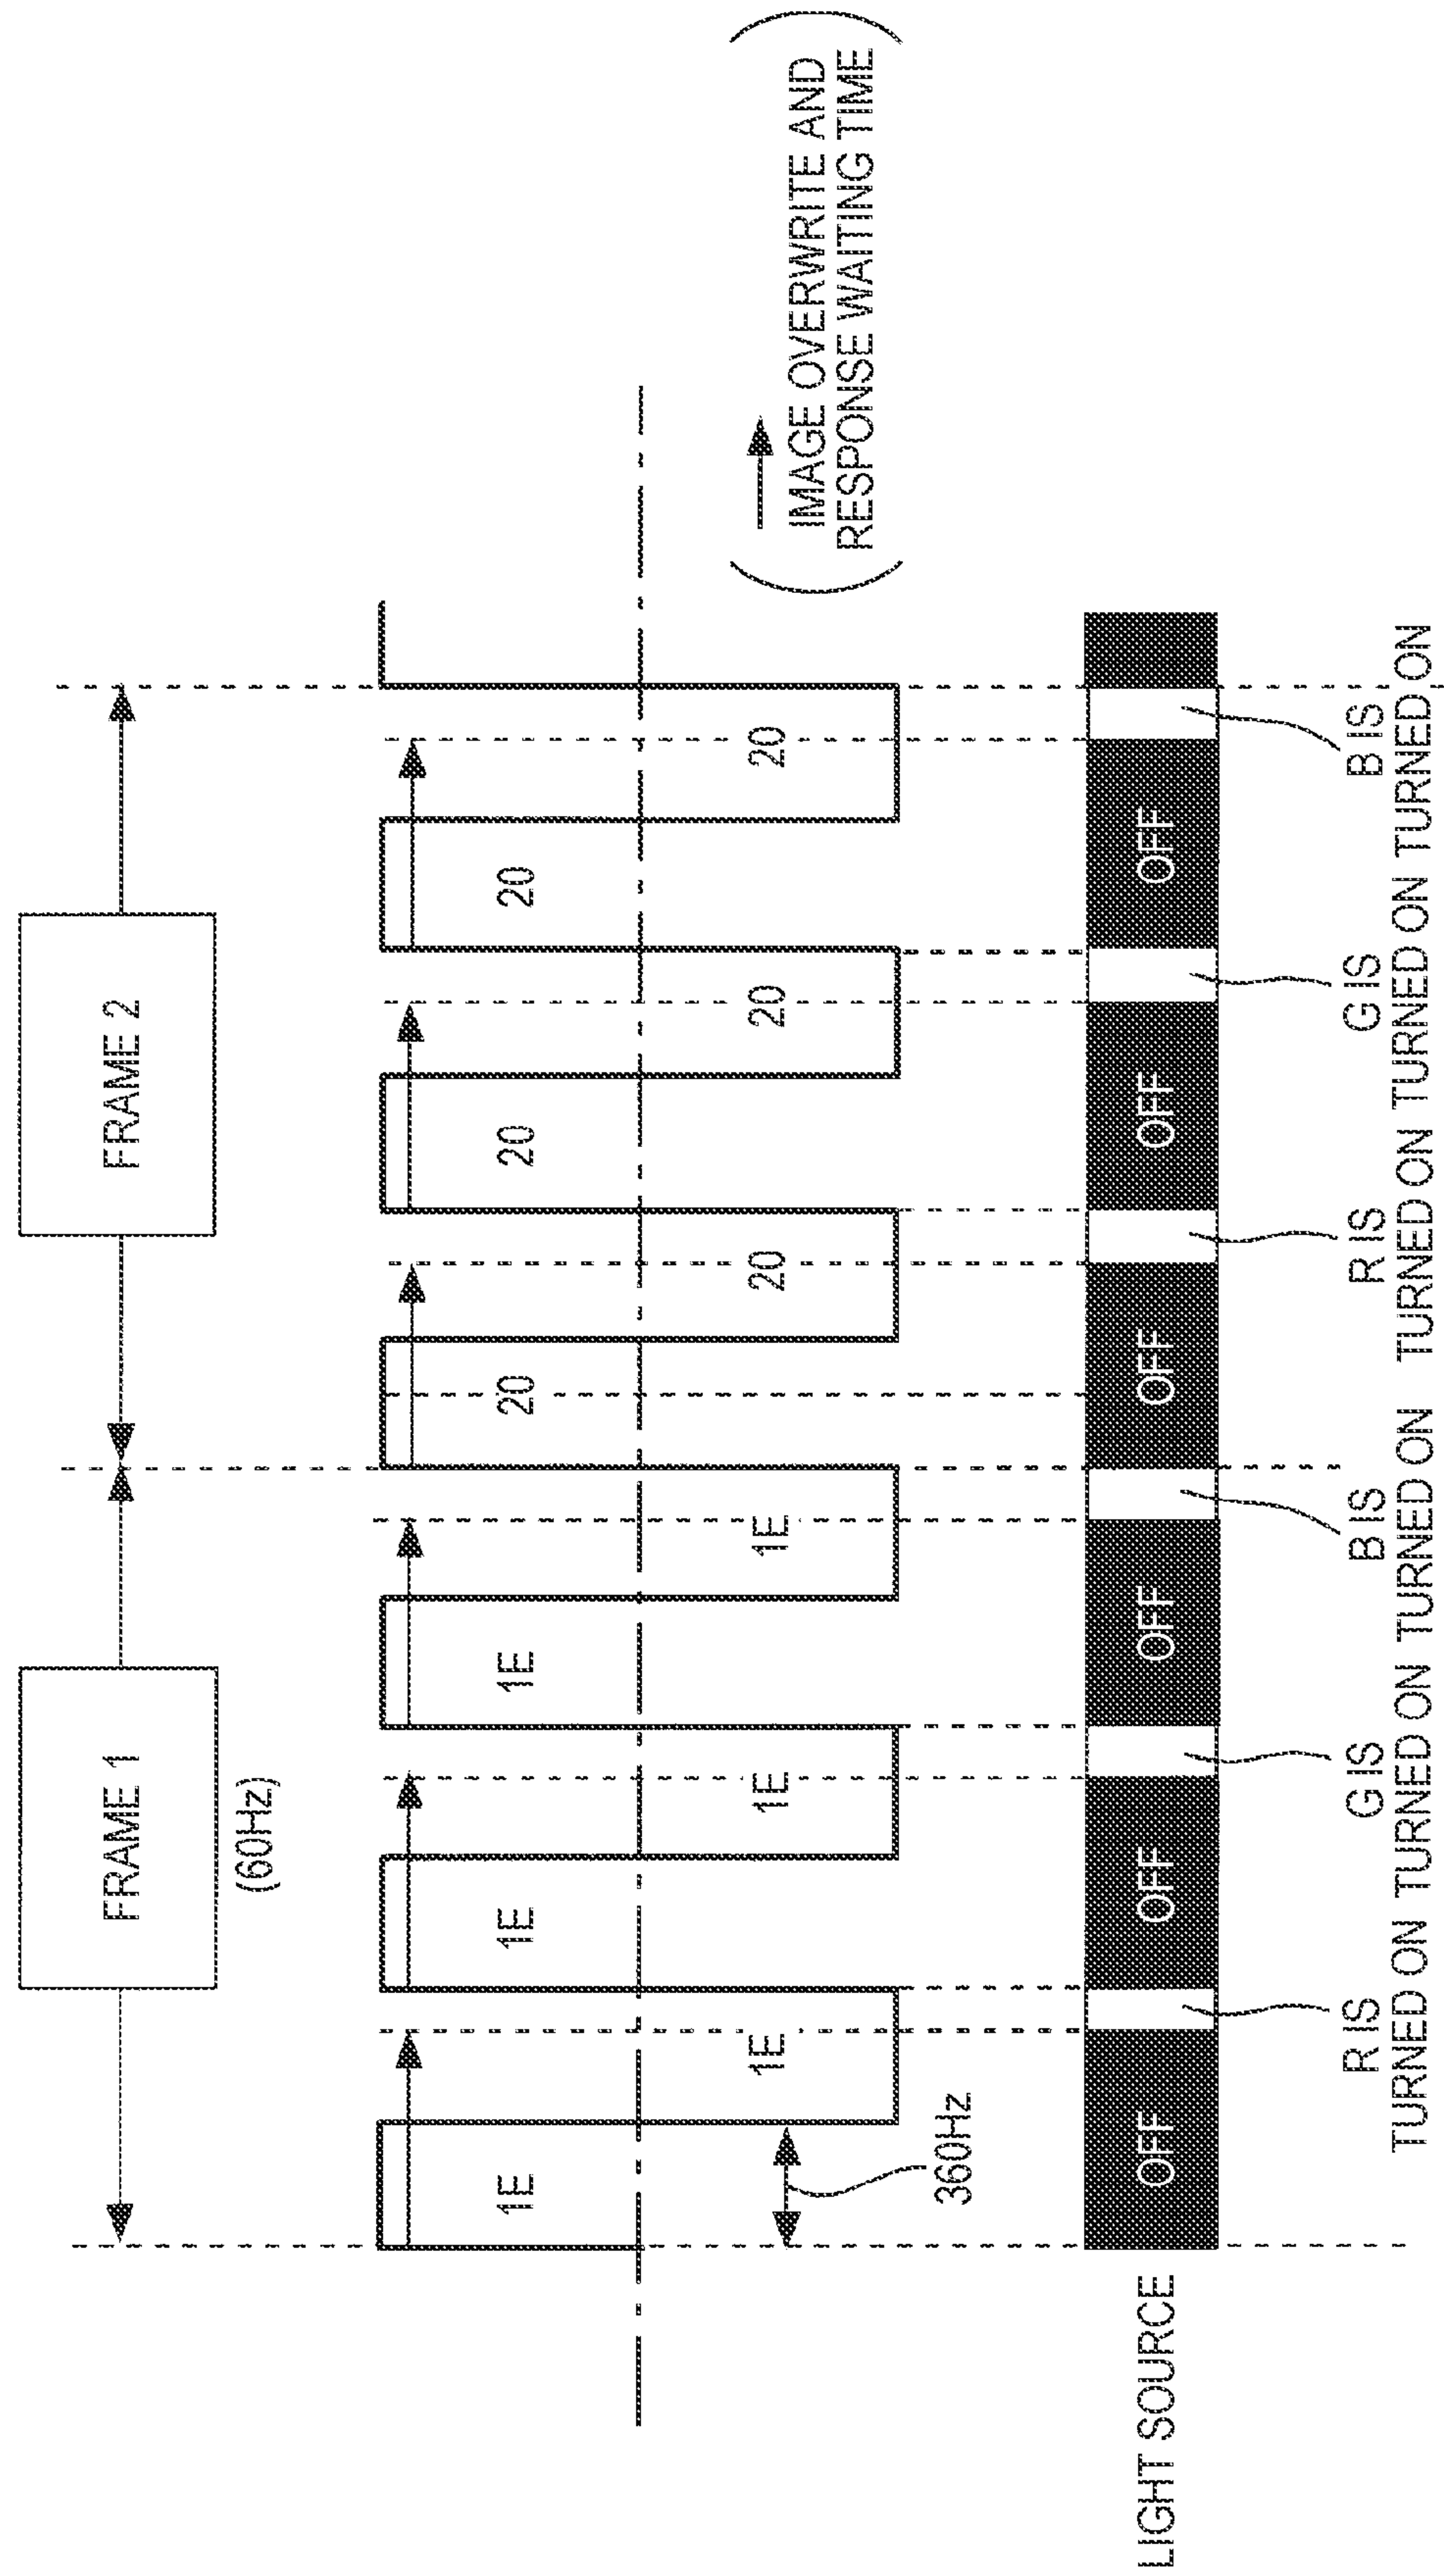 FRAME 1
FRAME 2
(60Hz)
1E
1E
1E
20
20
20
1E
1E
1E
20
20
20
360Hz
IMAGE OVERWRITE AND
RESPONSE WAITING TIME
LIGHT SOURCE
OFF
OFF
OFF
OFF
OFF
OFF
R IS
TURNED ON
G IS
TURNED ON
B IS
TURNED ON
R IS
TURNED ON
G IS
TURNED ON
B IS
TURNED ON